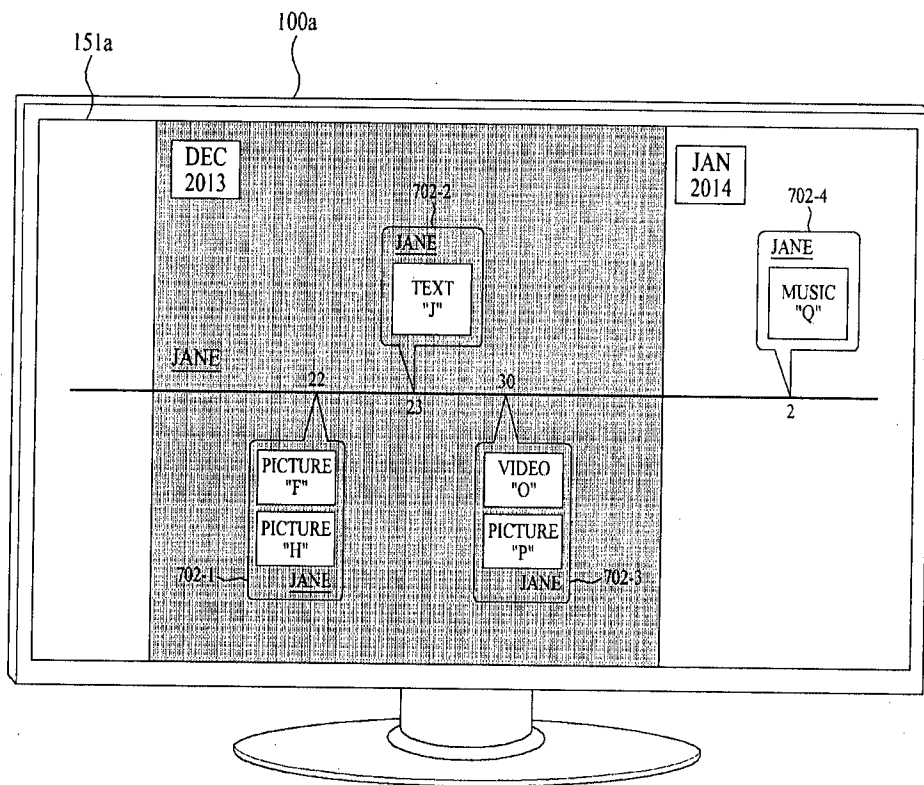 100a
151a
DEC
2013
JAN
2014
702-2
702-4
JANE
TEXT
"J"
JANE
MUSIC
"Q"
JANE
22
23
30
2
PICTURE
"F"
PICTURE
"H"
JANE
702-1
VIDEO
"O"
PICTURE
"P"
JANE
702-3